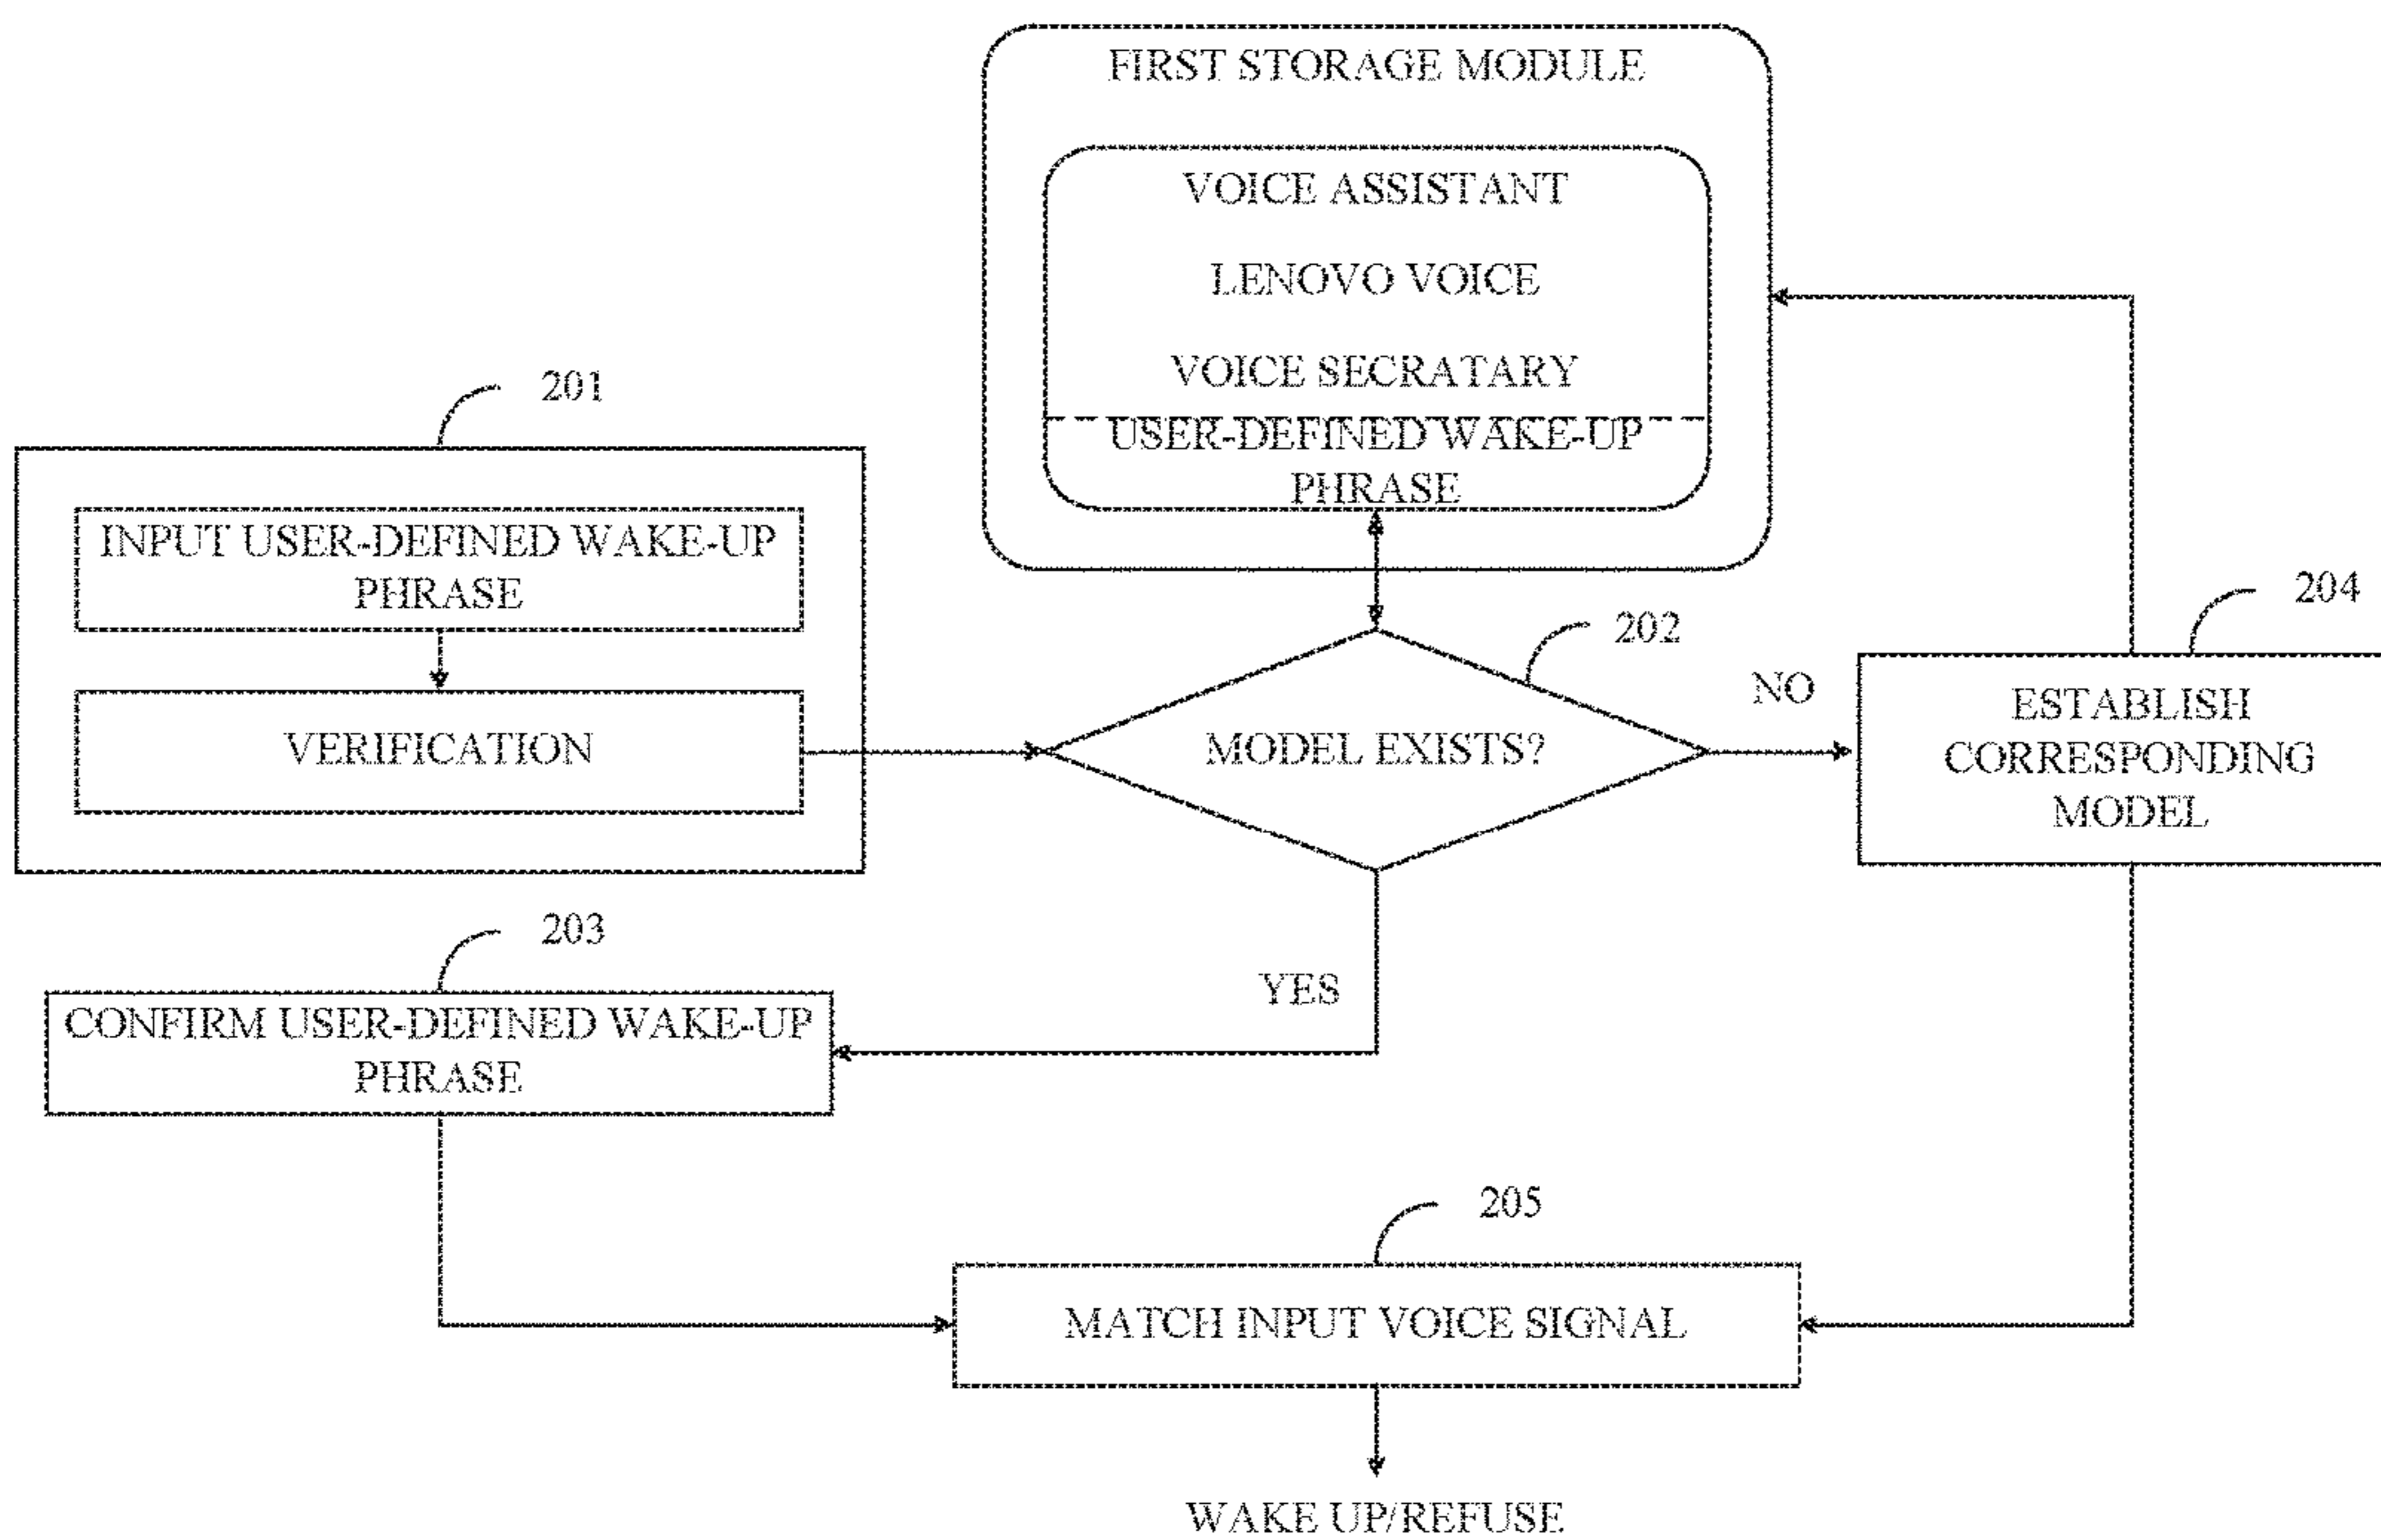 FIRST STORAGE MODULE
VOICE ASSISTANT
LENOVO VOICE
VOICE SECRATARY
USER-DEFINED WAKE-UP
PHRASE
201
INPUT USER-DEFINED WAKE-UP
PHRASE
VERIFICATION
202
MODEL EXISTS?
NO
204
ESTABLISH
CORRESPONDING
MODEL
YES
203
CONFIRM USER-DEFINED WAKE-UP
PHRASE
205
MATCH INPUT VOICE SIGNAL
WAKE UP/REFUSE